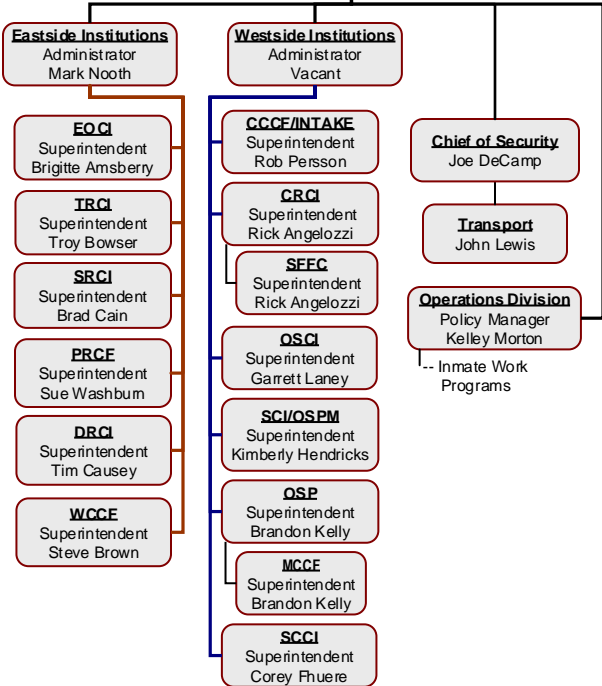 Eastside Institutions
Administrator
Mark Nooth
EOCI
Superintendent
Brigitte Amsberry
TRCI
Superintendent
Troy Bowser
SRCI
Superintendent
Brad Cain
PRCF
Superintendent
Sue Washburn
DRCI
Superintendent
Tim Causey
WCCF
Superintendent
Steve Brown
Westside Institutions
Administrator
Vacant
CCCF/INTAKE
Superintendent
Rob Persson
CRCI
Superintendent
Rick Angelozzi
SFFC
Superintendent
Rick Angelozzi
OSCI
Superintendent
Garrett Laney
SCI/OSPM
Superintendent
Kimberly Hendricks
OSP
Superintendent
Brandon Kelly
MCCF
Superintendent
Brandon Kelly
SCCI
Superintendent
Corey Fhuere
Chief of Security
Joe DeCamp
Transport
John Lewis
Operations Division
Policy Manager
Kelley Morton
-- Inmate Work
Programs